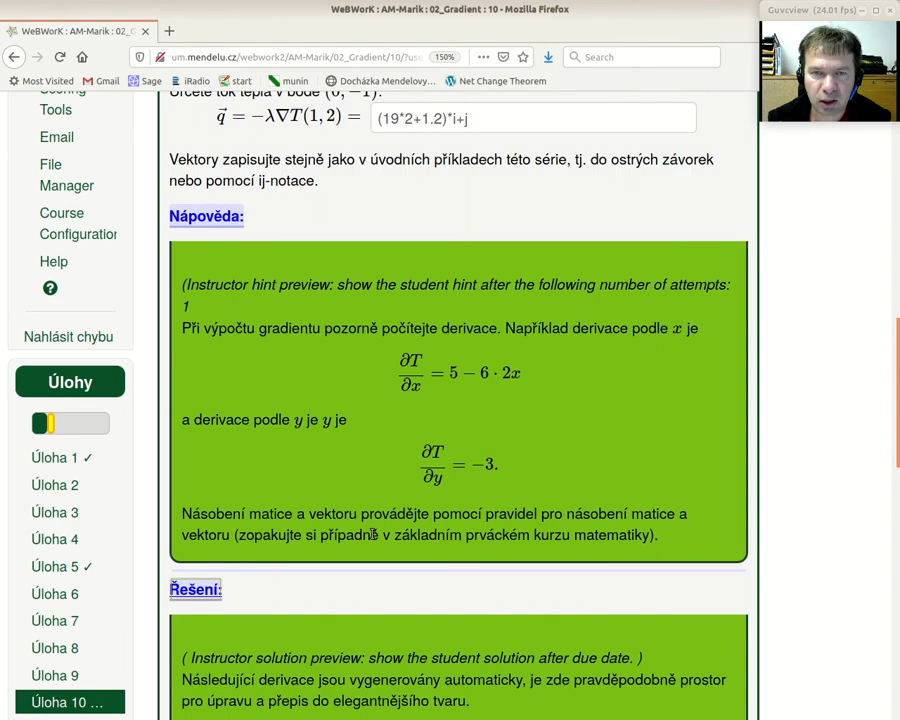 WeBWorK : AM-Marik : 02_Gradient : 10 - Mozilla Firefox
Guvcview (24.01 fps)
WeBWorK : AM-Marik : 02_G
um.mendelu.cz/webwork2/AM-Marik/02_Gradient/10/?use
150%
Search
Most Visited
Gmail
Sage
iRadio
start
munin
Docházka Mendelovy...
Net Change Theorem
Scoring
Tools
Email
File
Manager
Course
Configuration
Help
?
Nahlásit chybu
Úlohy
Úloha 1 ✓
Úloha 2
Úloha 3
Úloha 4
Úloha 5 ✓
Úloha 6
Úloha 7
Úloha 8
Úloha 9
Úloha 10 ...
Určete tok tepla v bodě (0, −1).
q⃗ = −λ∇T(1, 2) = (19*2+1.2)*i+j
Vektory zapisujte stejně jako v úvodních příkladech této série, tj. do ostrých závorek
nebo pomocí ij-notace.
Nápověda:
(Instructor hint preview: show the student hint after the following number of attempts:
1
Při výpočtu gradientu pozorně počítejte derivace. Například derivace podle x je
∂T/∂x = 5 − 6 · 2x
a derivace podle y je y je
∂T/∂y = −3.
Násobení matice a vektoru provádějte pomocí pravidel pro násobení matice a
vektoru (zopakujte si případně v základním prváckém kurzu matematiky).
Řešení:
( Instructor solution preview: show the student solution after due date. )
Následující derivace jsou vygenerovány automaticky, je zde pravděpodobně prostor
pro úpravu a přepis do elegantnějšího tvaru.